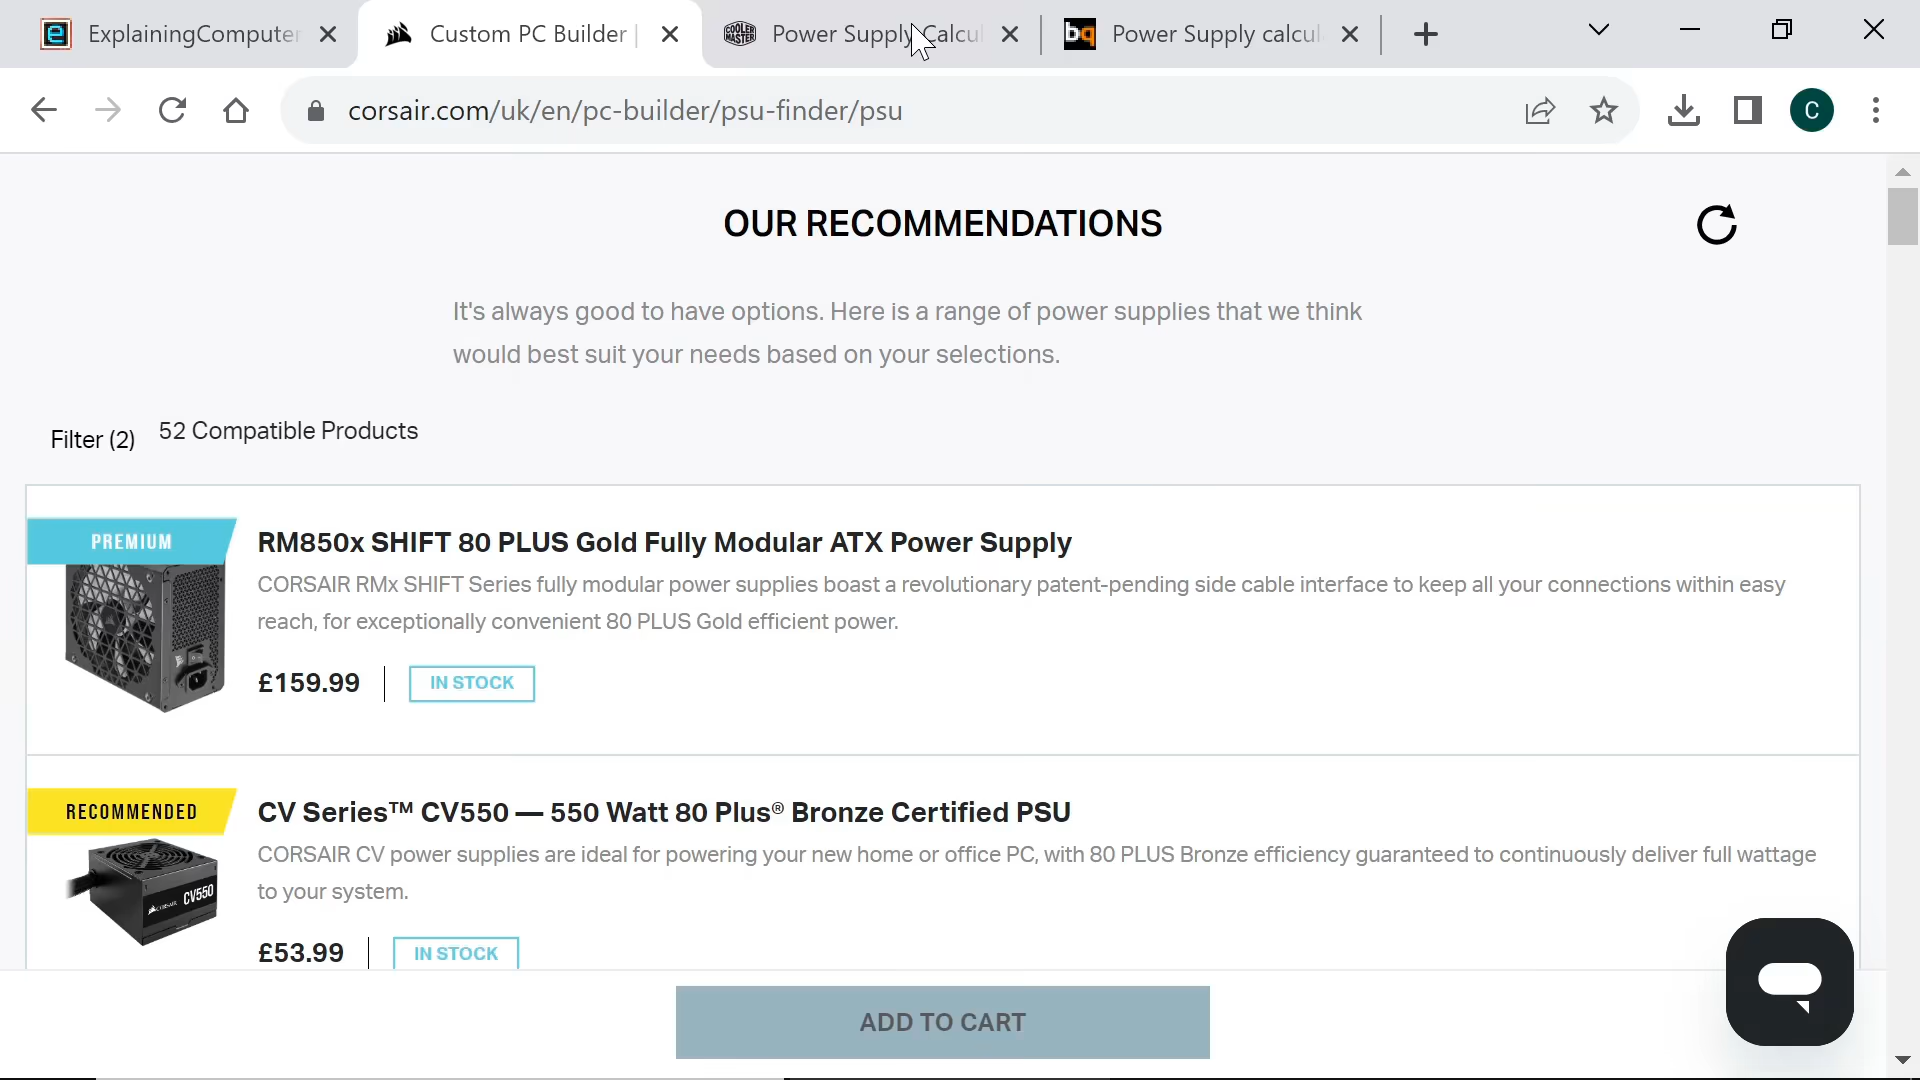 ExplainingComputer
Custom PC Builder |
Power Supply Calcul
Power Supply calcul
corsair.com/uk/en/pc-builder/psu-finder/psu
C
OUR RECOMMENDATIONS
It's always good to have options. Here is a range of power supplies that we think
would best suit your needs based on your selections.
Filter (2)
52 Compatible Products
PREMIUM
RM850x SHIFT 80 PLUS Gold Fully Modular ATX Power Supply
CORSAIR RMx SHIFT Series fully modular power supplies boast a revolutionary patent-pending side cable interface to keep all your connections within easy
reach, for exceptionally convenient 80 PLUS Gold efficient power.
£159.99
IN STOCK
RECOMMENDED
CV Series™ CV550 — 550 Watt 80 Plus® Bronze Certified PSU
CORSAIR CV power supplies are ideal for powering your new home or office PC, with 80 PLUS Bronze efficiency guaranteed to continuously deliver full wattage
to your system.
CV550
£53.99
IN STOCK
ADD TO CART